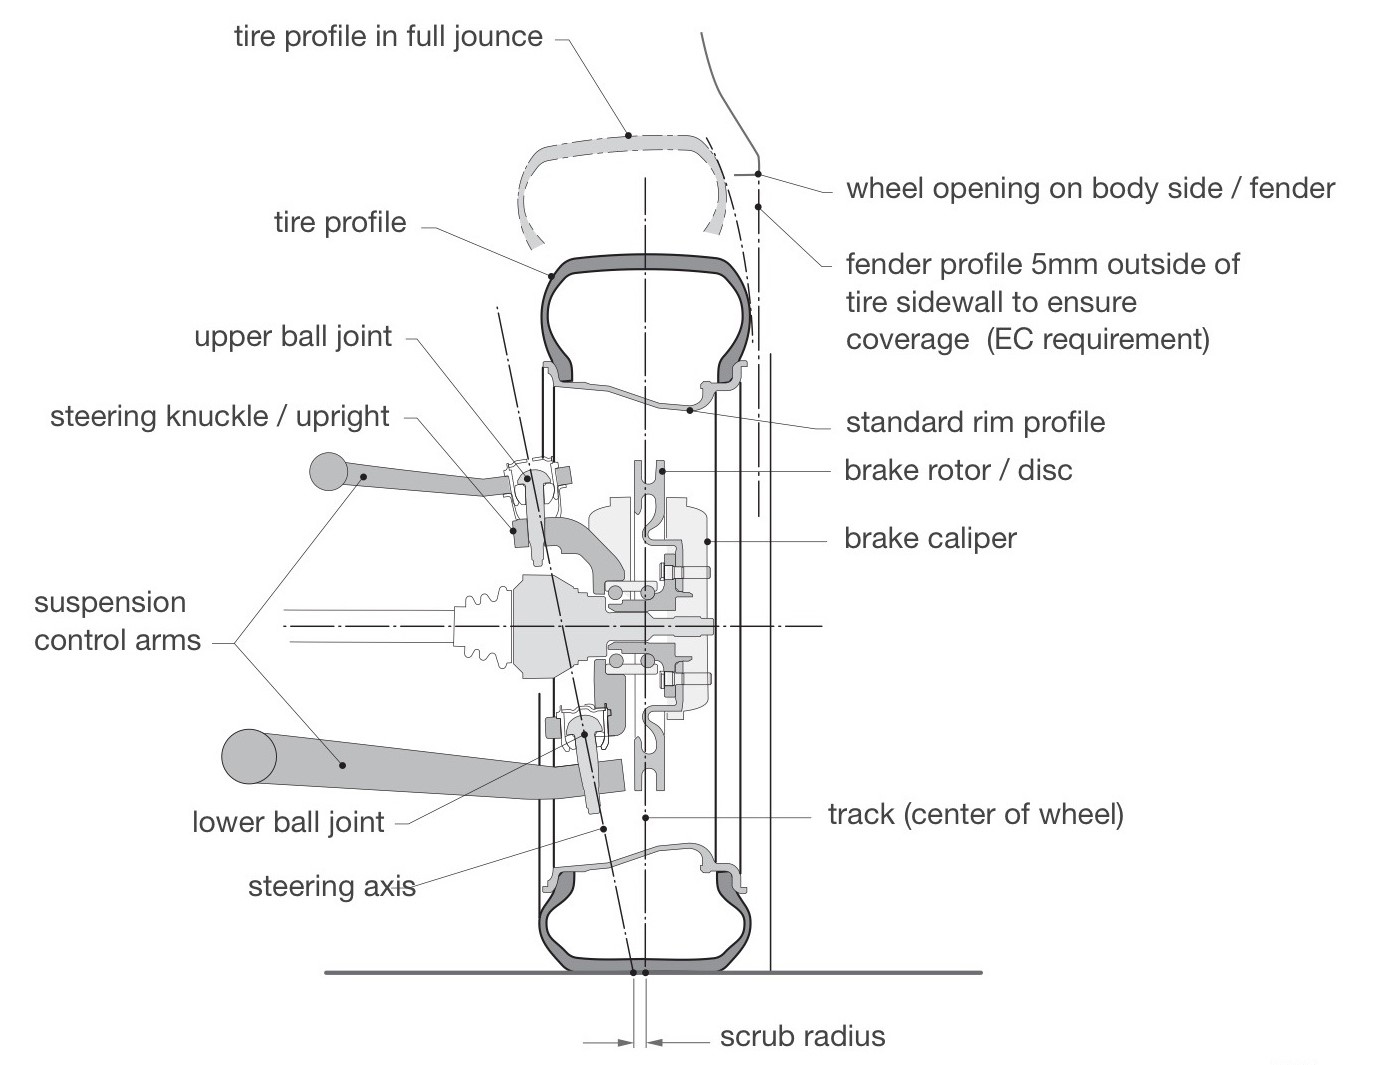 tire profile in full jounce
wheel opening on body side / fender
tire profile
fender profile 5mm outside of
tire sidewall to ensure
coverage (EC requirement)
upper ball joint
steering knuckle / upright
standard rim profile
brake rotor / disc
brake caliper
suspension
control arms
lower ball joint
track (center of wheel)
steering axis
scrub radius